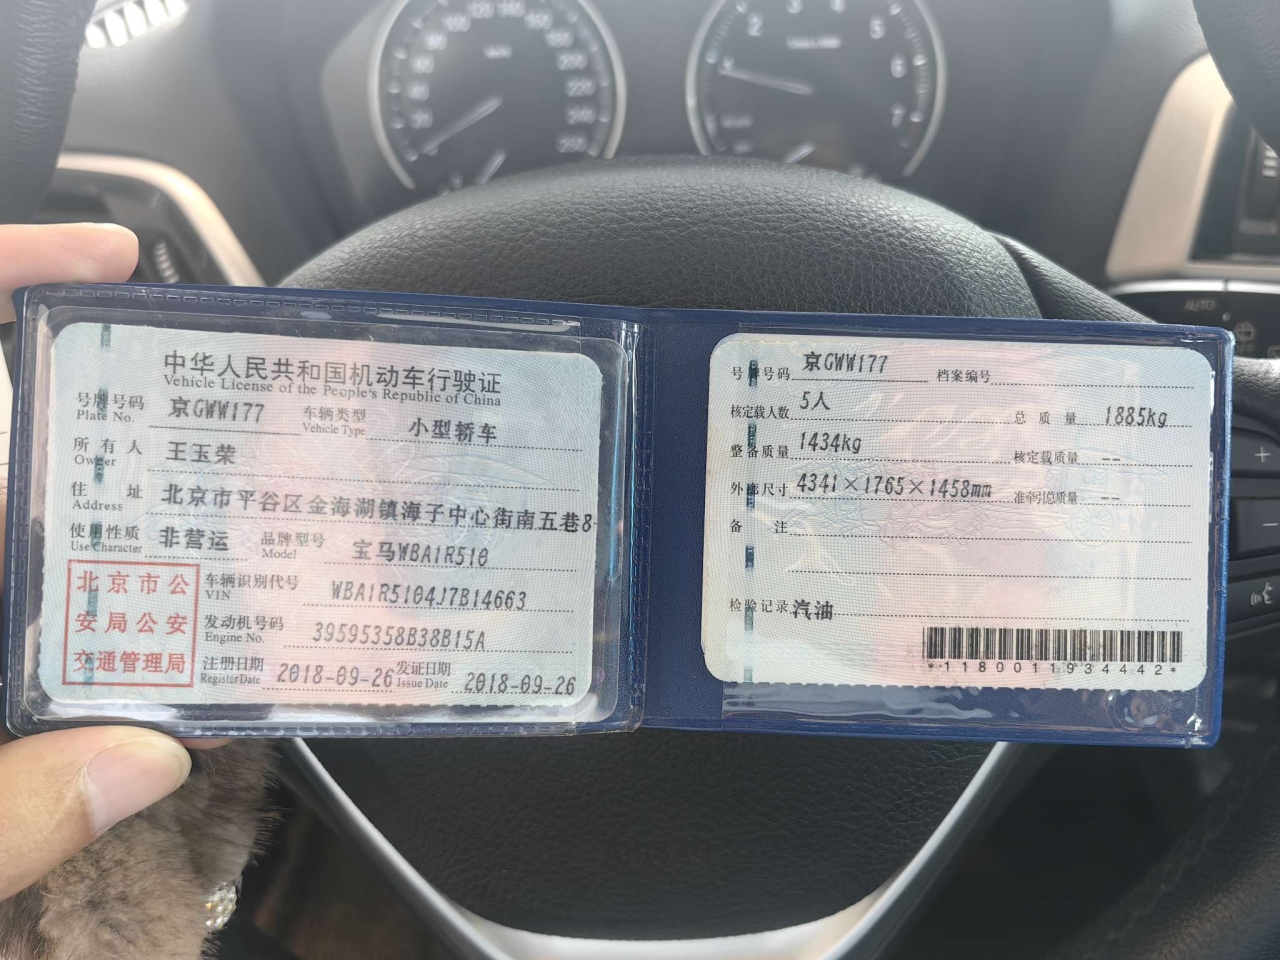 中华人民共和国机动车行驶证
Vehicle License of the People's Republic of China
号牌号码 京GWW177 车辆类型 小型轿车
Plate No. Vehicle Type
所有人 王玉荣
Owner
住址 北京市平谷区金海湖镇海子中心街南五巷8
Address
使用性质 非营运 品牌型号 宝马WBA1R510
Use Character Model
北京市公安局公安交通管理局
车辆识别代号 WBA1R5104J7B14663
VIN
发动机号码 39595358B38B15A
Engine No.
注册日期 2018-09-26 发证日期 2018-09-26
Register Date Issue Date
号牌号码 京GWW177 档案编号
核定载人数 5人 总质量 1885kg
整备质量 1434kg 核定载质量 --
外廓尺寸 4341×1765×1458mm 准牵引总质量 --
备注
检验记录 汽油
*1180011934442*
AUTO